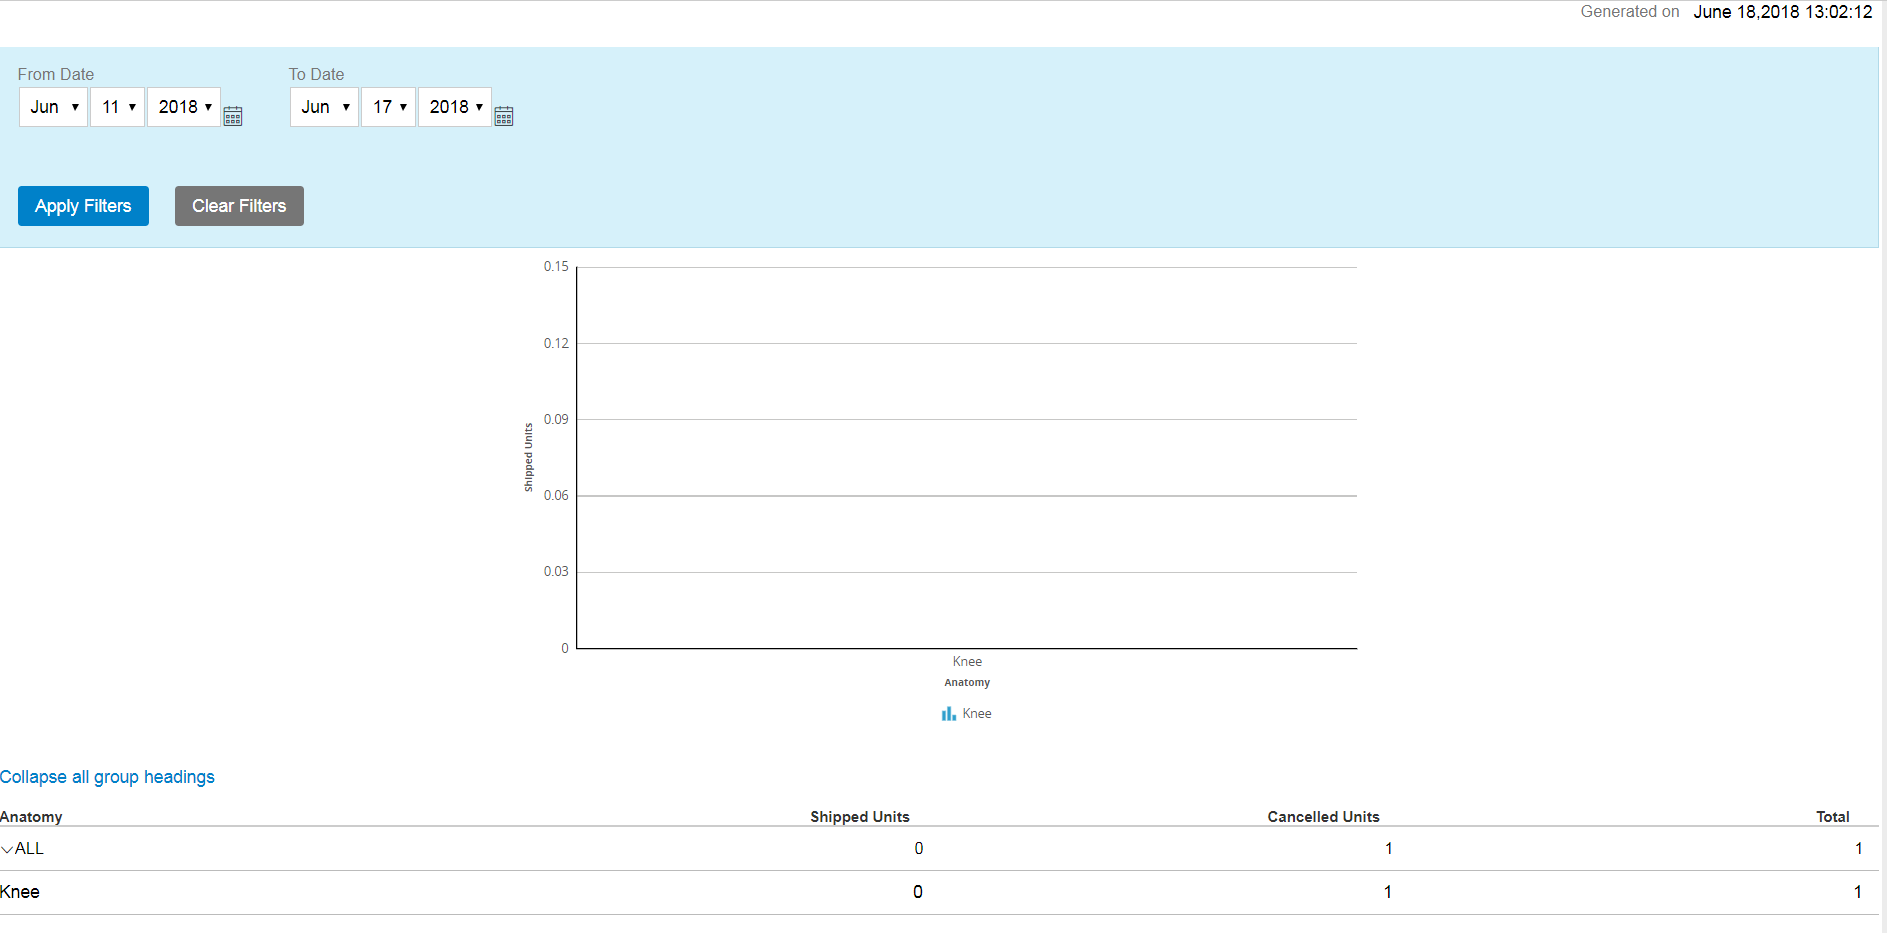 Generated on June 18,2018 13:02:12
From Date To Date
Jun 11 2018 Jun 17 2018
Apply Filters Clear Filters
0.15
0.12
0.09
0.06
0.03
0
Shipped Units
Knee
Anatomy
Knee
Collapse all group headings
Anatomy Shipped Units Cancelled Units Total
ALL 0 1 1
Knee 0 1 1